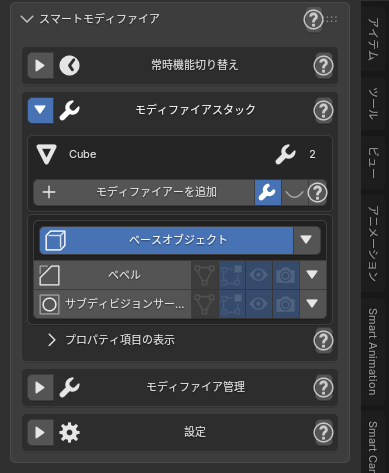 スマートモディファイア
常時機能切り替え
モディファイアスタック
Cube 2
モディファイアーを追加
ベースオブジェクト
ベベル
サブディビジョンサー...
プロパティ項目の表示
モディファイア管理
設定
アイテム
ツール
ビュー
アニメーション
Smart Animation
Smart Car